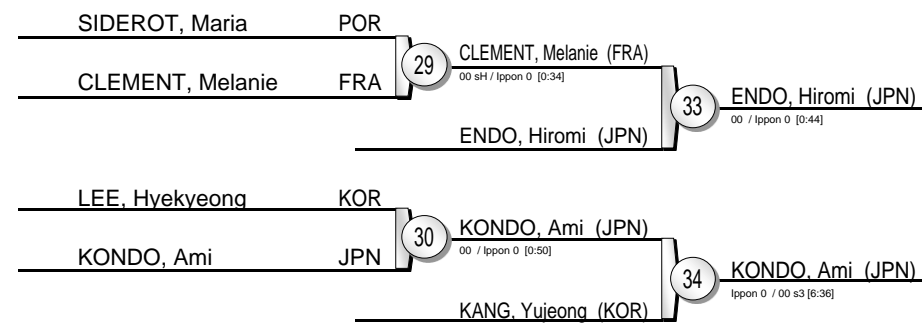 SIDEROT, Maria POR
CLEMENT, Melanie FRA
29
CLEMENT, Melanie (FRA)
00 sH / Ippon 0 [0:34]
ENDO, Hiromi (JPN)
33
ENDO, Hiromi (JPN)
00 / Ippon 0 [0:44]
LEE, Hyekyeong KOR
KONDO, Ami JPN
30
KONDO, Ami (JPN)
00 / Ippon 0 [0:50]
KANG, Yujeong (KOR)
34
KONDO, Ami (JPN)
Ippon 0 / 00 s3 [6:36]